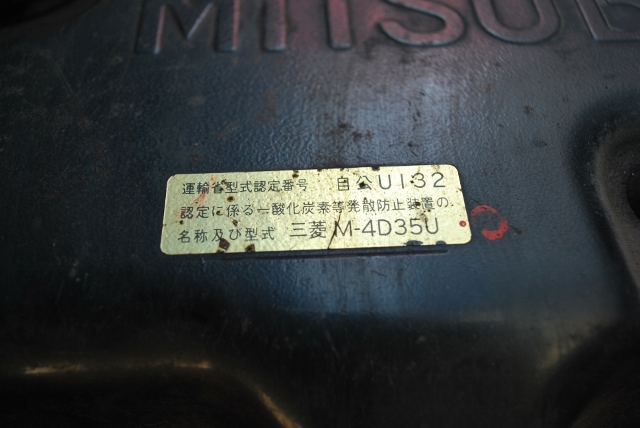 MITSUB
運輸省型式認定番号 自公U132
認定に係る一酸化炭素等発散防止装置の
名称及び型式 三菱M-4D35U